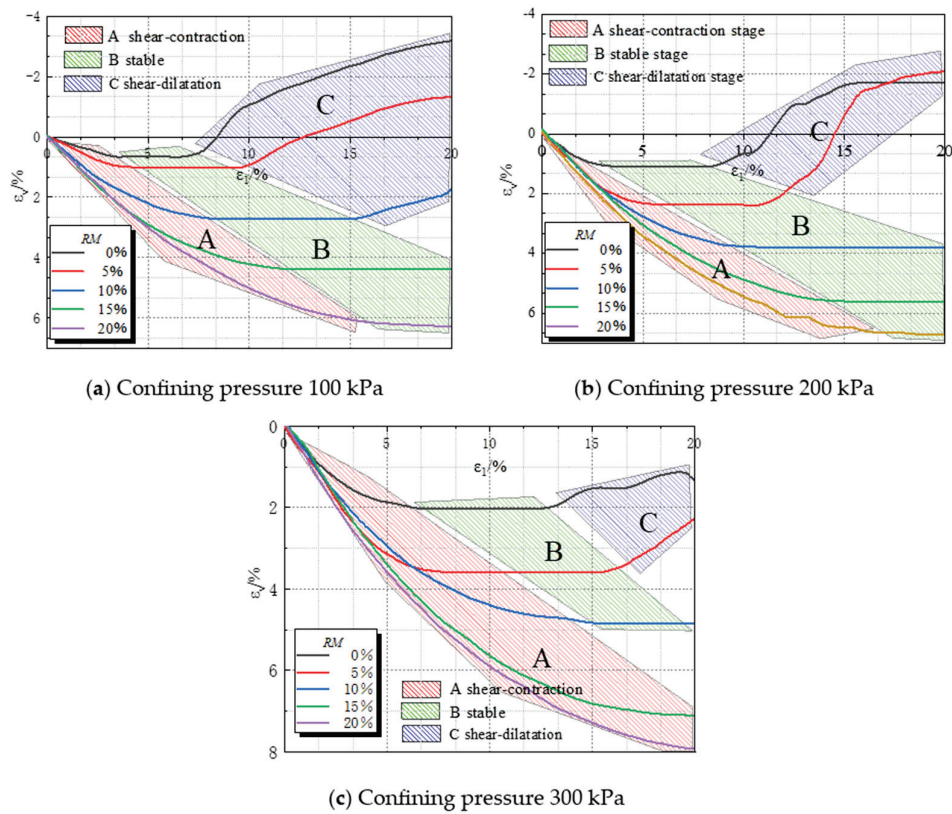 -4
-2
0
2
4
6
εv/%
A shear-contraction
B stable
C shear-dilatation
C
0
5
10
15
20
ε1/%
A
B
RM
0%
5%
10%
15%
20%
(a) Confining pressure 100 kPa
-4
-2
0
2
4
6
εv/%
A shear-contraction stage
B stable stage
C shear-dilatation stage
C
0
5
10
15
20
ε1/%
B
A
RM
0%
5%
10%
15%
20%
(b) Confining pressure 200 kPa
0
2
4
6
8
εv/%
0
5
10
15
20
ε1/%
C
B
A
RM
0%
5%
10%
15%
20%
A shear-contraction
B stable
C shear-dilatation
(c) Confining pressure 300 kPa